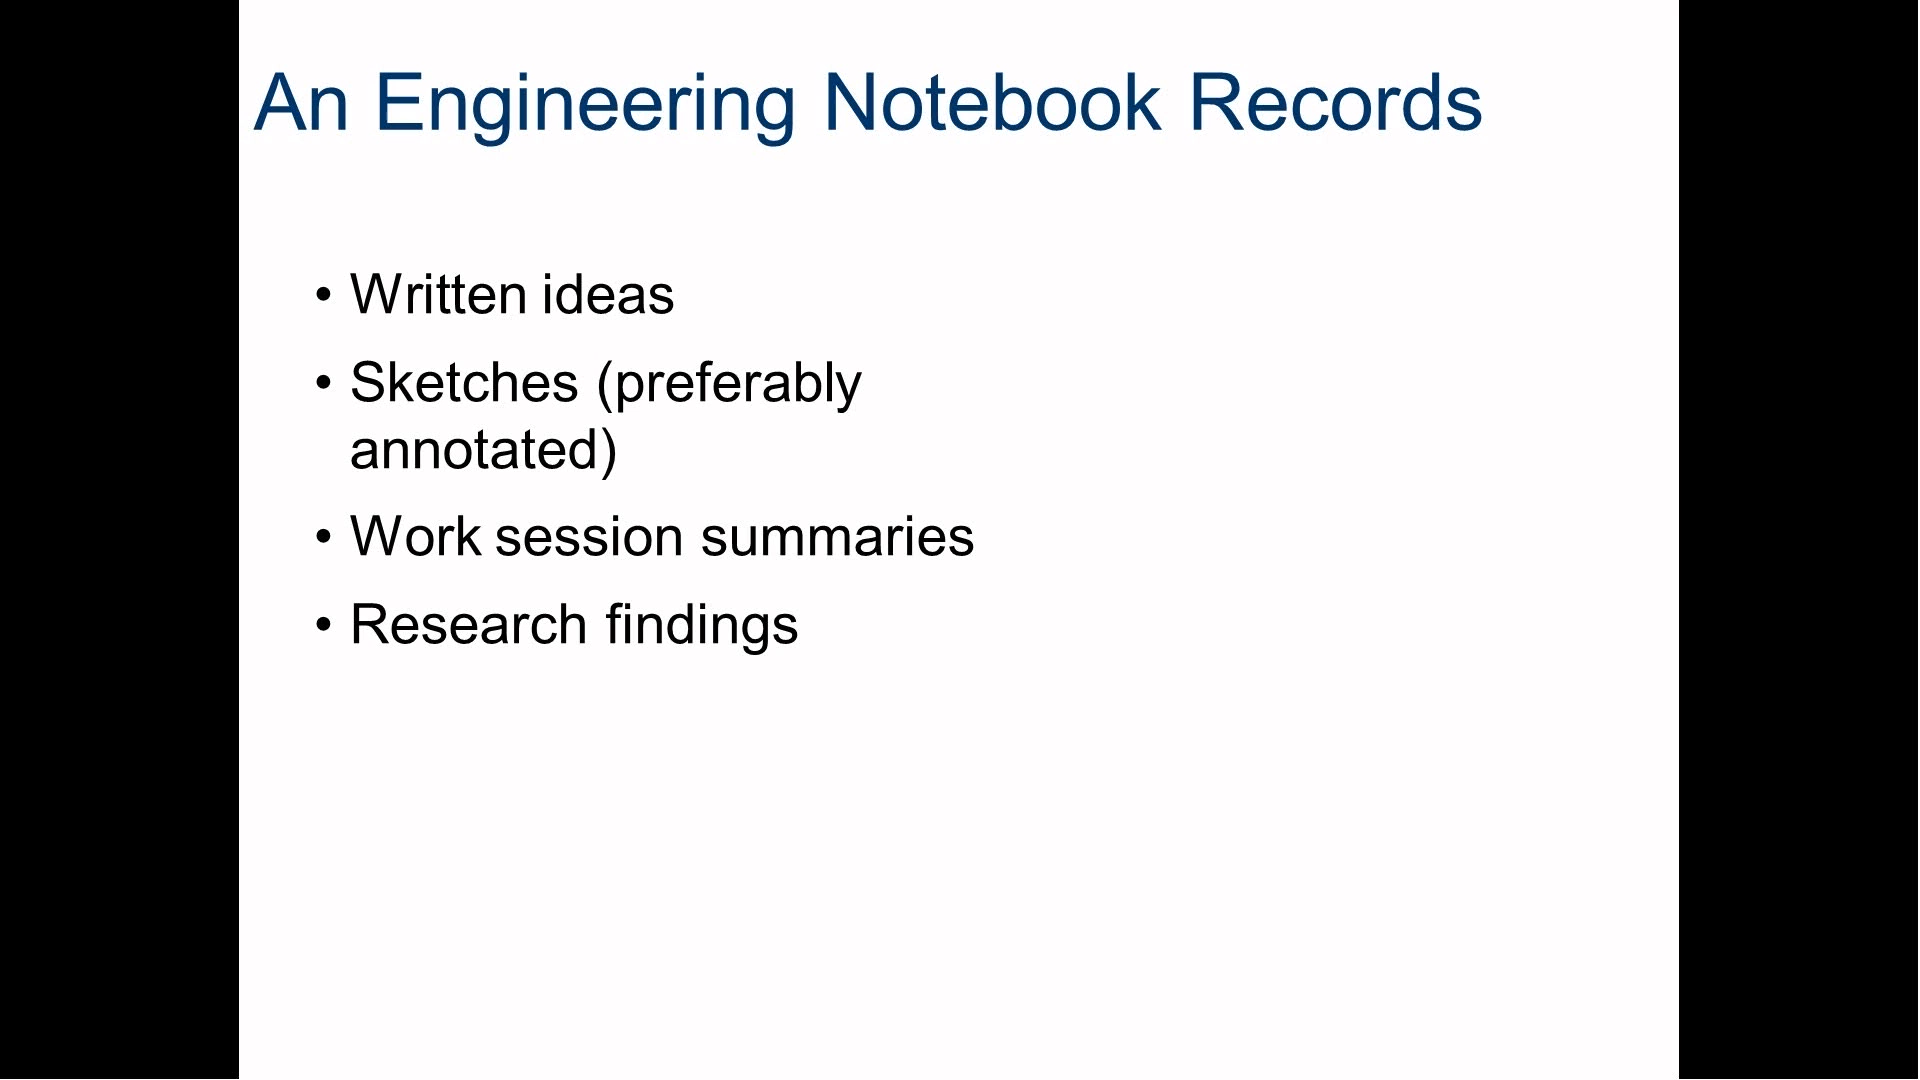 An Engineering Notebook Records
• Written ideas
• Sketches (preferably
annotated)
• Work session summaries
• Research findings